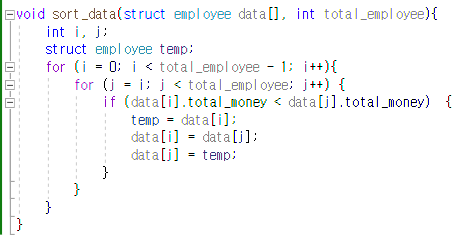 void sort_data(struct employee data[], int total_employee){
    int i, j;
    struct employee temp;
    for (i = 0; i < total_employee - 1; i++){
        for (j = i; j < total_employee; j++) {
            if (data[i].total_money < data[j].total_money)  {
                temp = data[i];
                data[i] = data[j];
                data[j] = temp;
            }
        }
    }
}